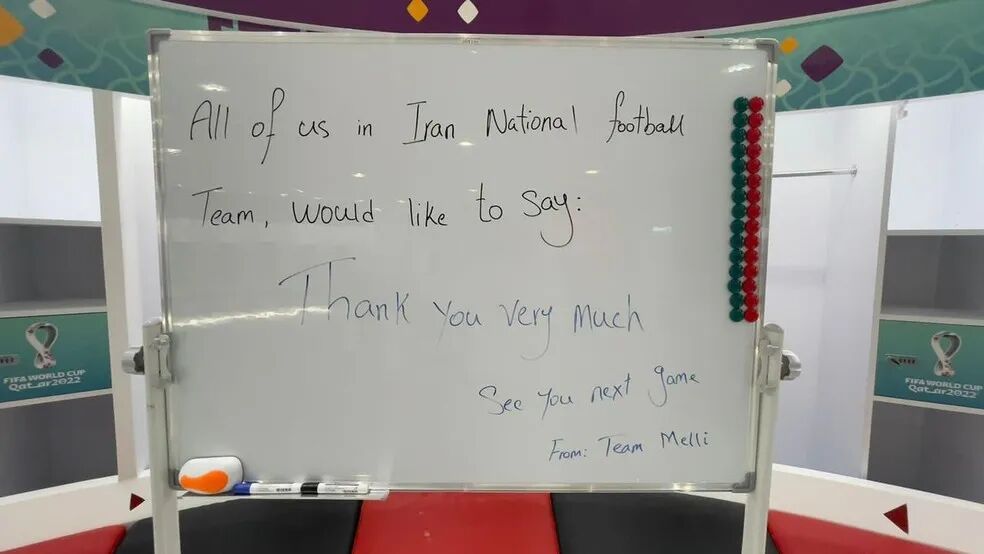 All of us in Iran National football
Team, would like to say:
Thank you very much
See you next game
From: Team Melli
FIFA WORLD CUP
Qatar2022
FIFA WORLD CUP
Qatar2022